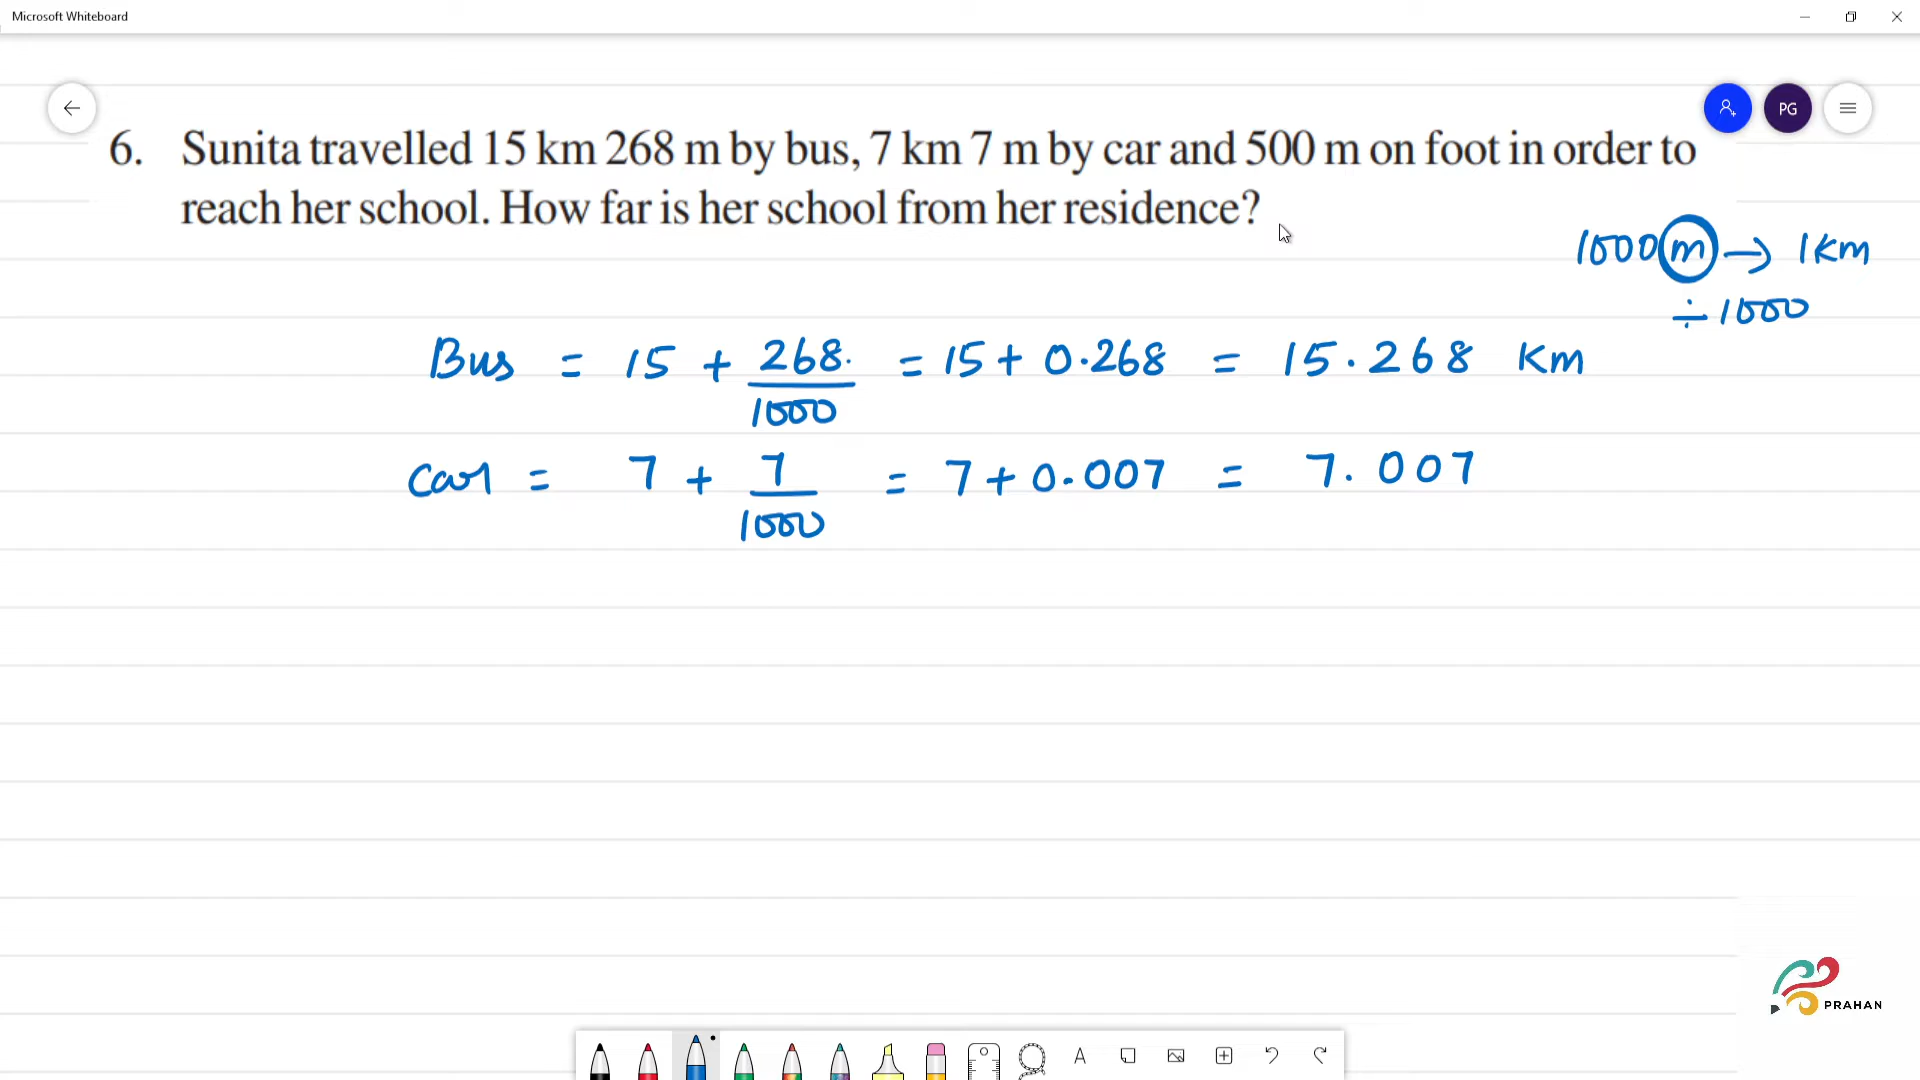 Microsoft Whiteboard
PG
6. Sunita travelled 15 km 268 m by bus, 7 km 7 m by car and 500 m on foot in order to
reach her school. How far is her school from her residence?
1000 m → 1 Km
÷ 1000
Bus = 15 + 268/1000 = 15 + 0.268 = 15.268 Km
Car = 7 + 7/1000 = 7 + 0.007 = 7.007
PRAHAN
A